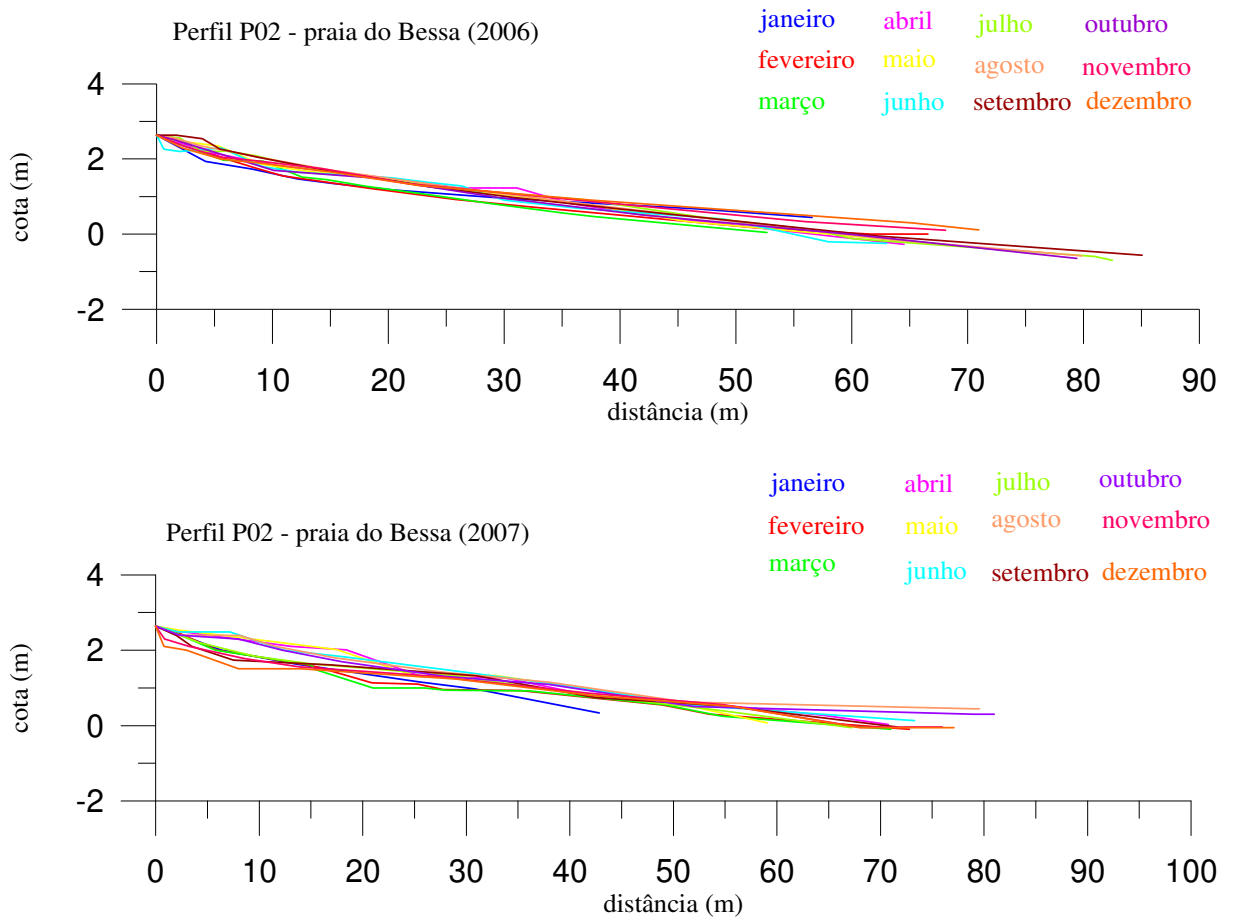 Perfil P02 - praia do Bessa (2006)
janeiro abril julho outubro
fevereiro maio agosto novembro
março junho setembro dezembro
4
2
0
-2
cota (m)
0 10 20 30 40 50 60 70 80 90
distância (m)
janeiro abril julho outubro
fevereiro maio agosto novembro
março junho setembro dezembro
Perfil P02 - praia do Bessa (2007)
4
2
0
-2
cota (m)
0 10 20 30 40 50 60 70 80 90 100
distância (m)